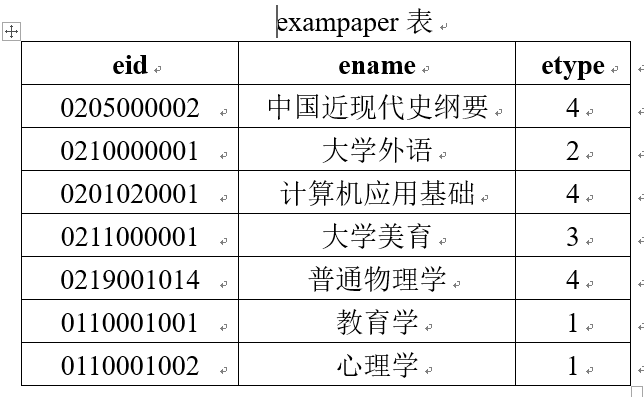 exampaper 表
eid ename etype
0205000002 中国近现代史纲要 4
0210000001 大学外语 2
0201020001 计算机应用基础 4
0211000001 大学美育 3
0219001014 普通物理学 4
0110001001 教育学 1
0110001002 心理学 1